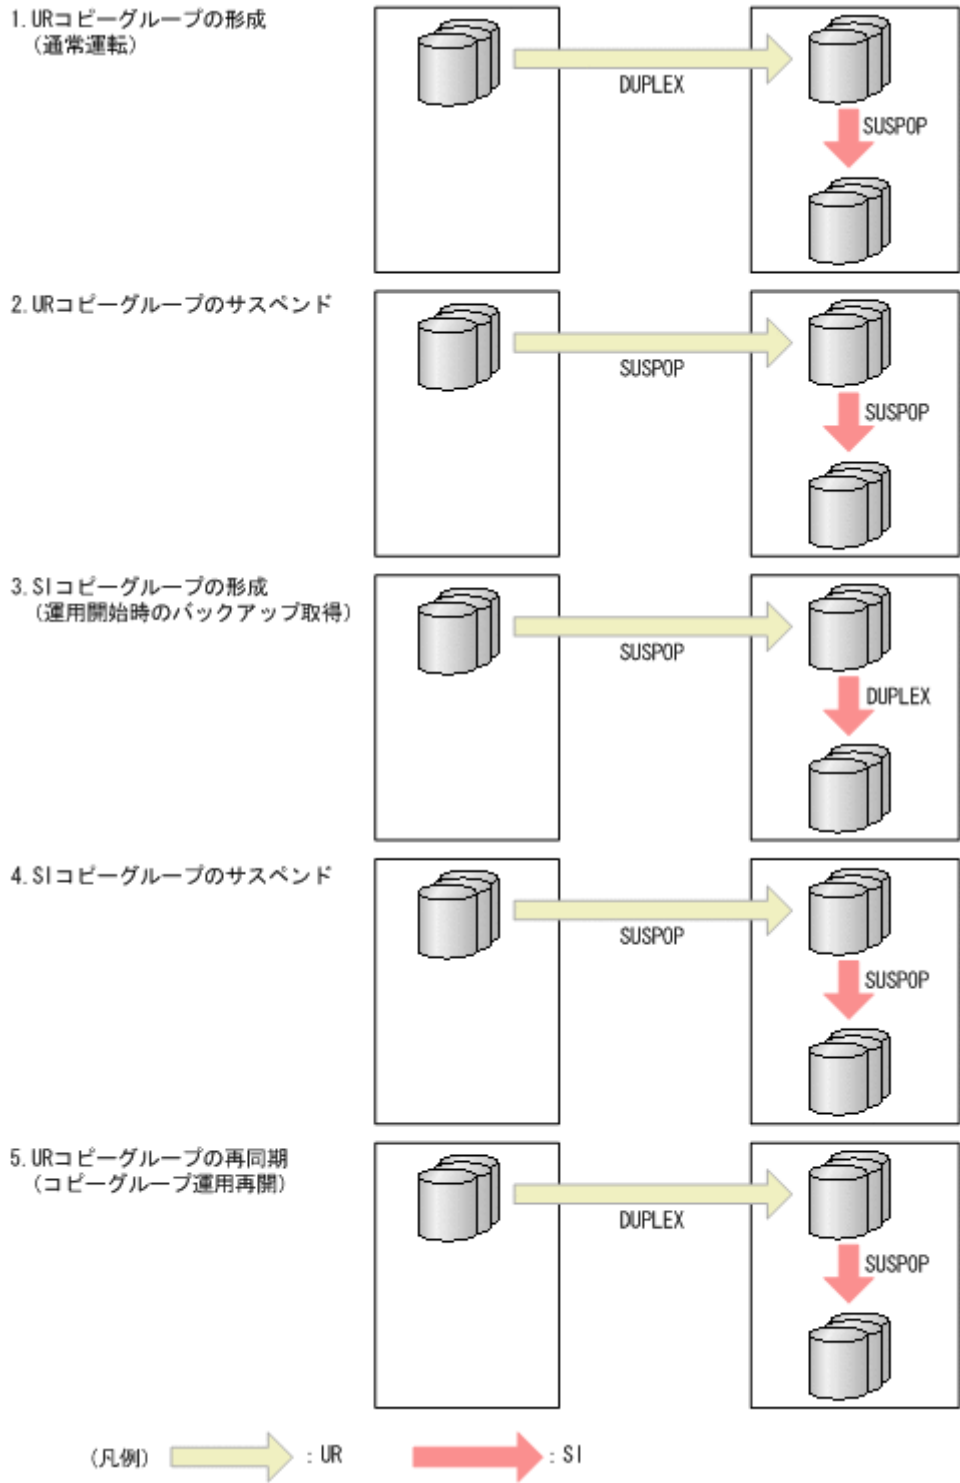 1. URコピーグループの形成
(通常運転)
DUPLEX
SUSPOP
2. URコピーグループのサスペンド
SUSPOP
SUSPOP
3. SIコピーグループの形成
(運用開始時のバックアップ取得)
SUSPOP
DUPLEX
4. SIコピーグループのサスペンド
SUSPOP
SUSPOP
5. URコピーグループの再同期
(コピーグループ運用再開)
DUPLEX
SUSPOP
(凡例) : UR : SI